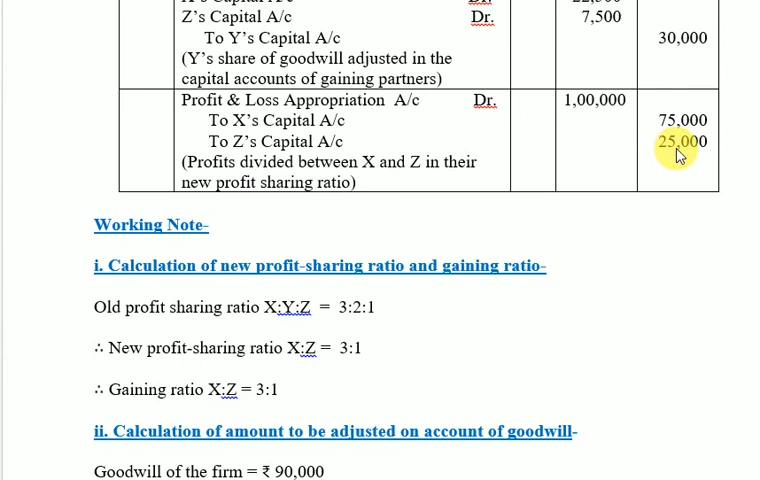 Z's Capital A/c Dr. 7,500
To Y's Capital A/c 30,000
(Y's share of goodwill adjusted in the
capital accounts of gaining partners)
Profit & Loss Appropriation A/c Dr. 1,00,000
To X's Capital A/c 75,000
To Z's Capital A/c 25,000
(Profits divided between X and Z in their
new profit sharing ratio)
Working Note-
i. Calculation of new profit-sharing ratio and gaining ratio-
Old profit sharing ratio X:Y:Z = 3:2:1
∴ New profit-sharing ratio X:Z = 3:1
∴ Gaining ratio X:Z = 3:1
ii. Calculation of amount to be adjusted on account of goodwill-
Goodwill of the firm = ₹ 90,000